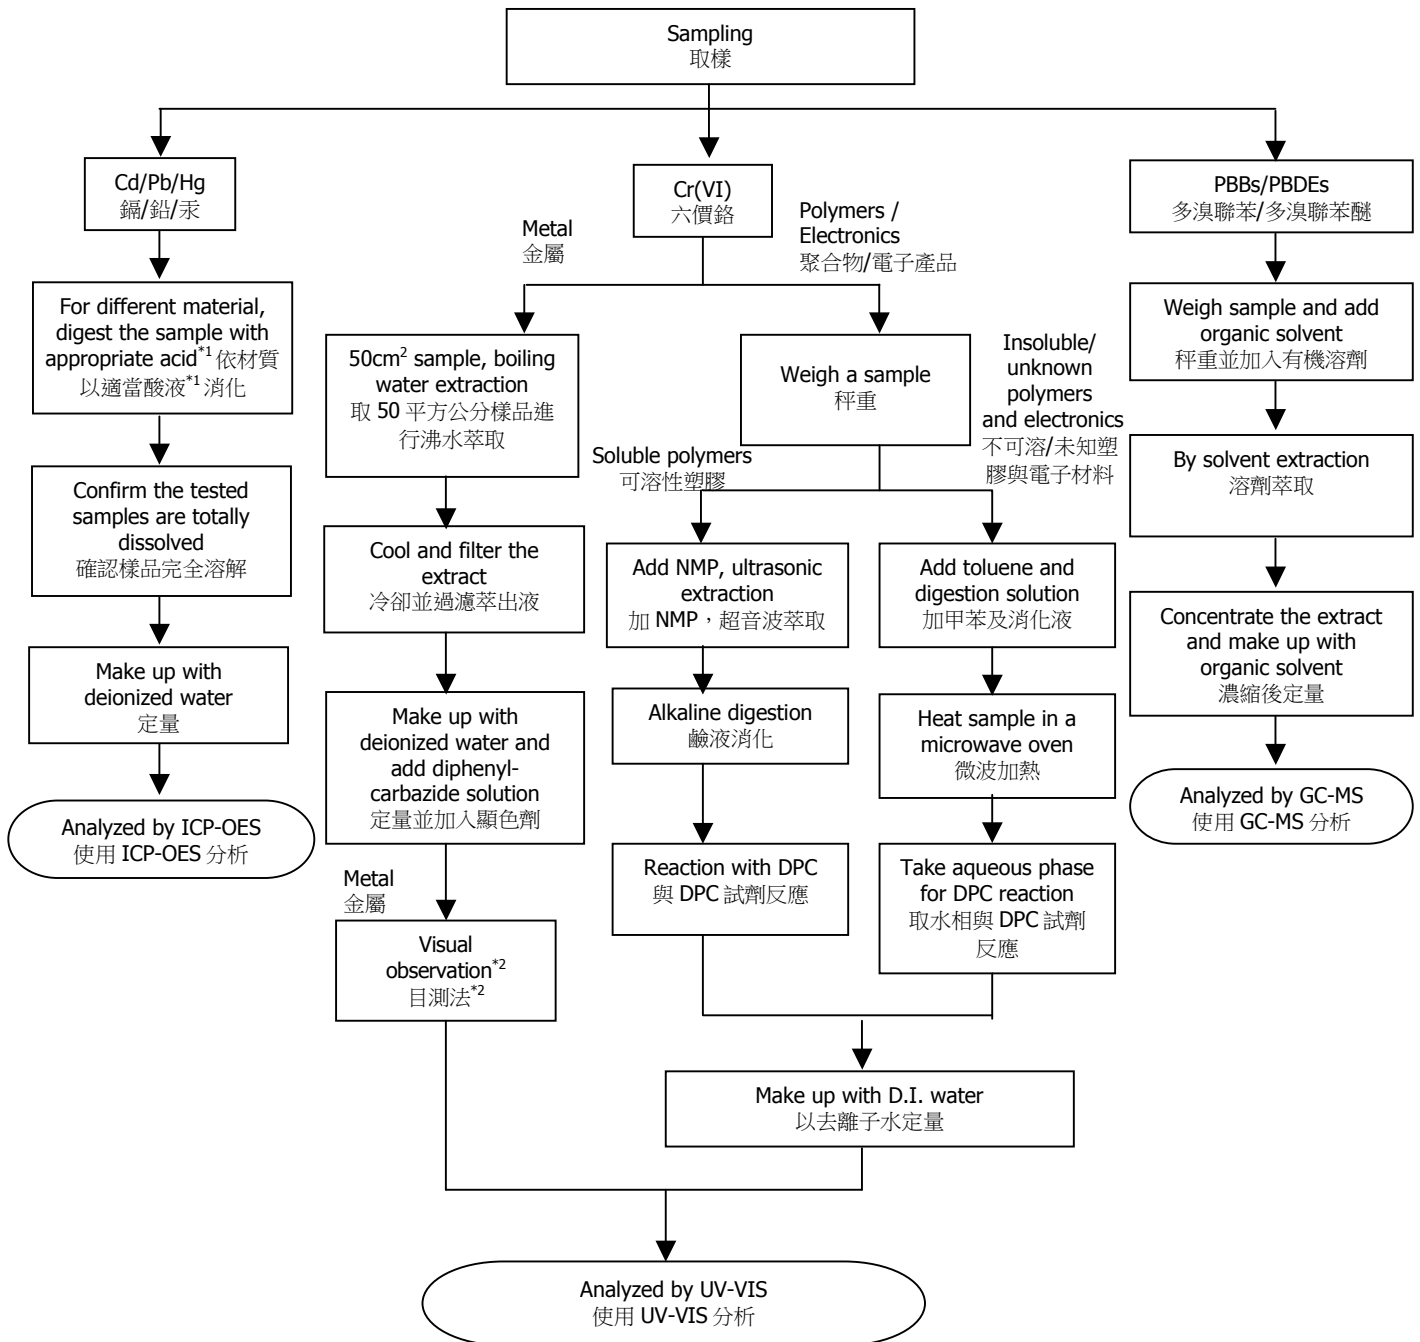 Sampling
取樣
Cd/Pb/Hg
鎘/鉛/汞
For different material,
digest the sample with
appropriate acid*1 依材質
以適當酸液*1 消化
Confirm the tested
samples are totally
dissolved
確認樣品完全溶解
Make up with
deionized water
定量
Analyzed by ICP-OES
使用 ICP-OES 分析
Cr(VI)
六價鉻
Metal
金屬
Polymers /
Electronics
聚合物/電子產品
50cm2 sample, boiling
water extraction
取 50 平方公分樣品進
行沸水萃取
Cool and filter the
extract
冷卻並過濾萃出液
Make up with
deionized water and
add diphenyl-
carbazide solution
定量並加入顯色劑
Metal
金屬
Visual
observation*2
目測法*2
Weigh a sample
秤重
Soluble polymers
可溶性塑膠
Insoluble/
unknown
polymers
and electronics
不可溶/未知塑
膠與電子材料
Add NMP, ultrasonic
extraction
加 NMP，超音波萃取
Alkaline digestion
鹼液消化
Reaction with DPC
與 DPC 試劑反應
Add toluene and
digestion solution
加甲苯及消化液
Heat sample in a
microwave oven
微波加熱
Take aqueous phase
for DPC reaction
取水相與 DPC 試劑
反應
Make up with D.I. water
以去離子水定量
Analyzed by UV-VIS
使用 UV-VIS 分析
PBBs/PBDEs
多溴聯苯/多溴聯苯醚
Weigh sample and add
organic solvent
秤重並加入有機溶劑
By solvent extraction
溶劑萃取
Concentrate the extract
and make up with
organic solvent
濃縮後定量
Analyzed by GC-MS
使用 GC-MS 分析